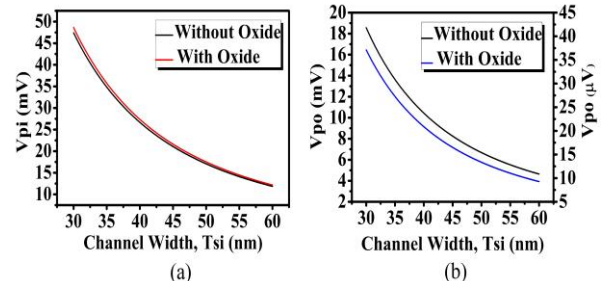 50
45
40
35
30
25
20
15
10
Vpi (mV)
Without Oxide
With Oxide
30 35 40 45 50 55 60
Channel Width, Tsi (nm)
(a)
20
18
16
14
12
10
8
6
4
2
Vpo (mV)
Without Oxide
With Oxide
45
40
35
30
25
20
15
10
5
Vpo (μV)
30 35 40 45 50 55 60
Channel Width, Tsi (nm)
(b)